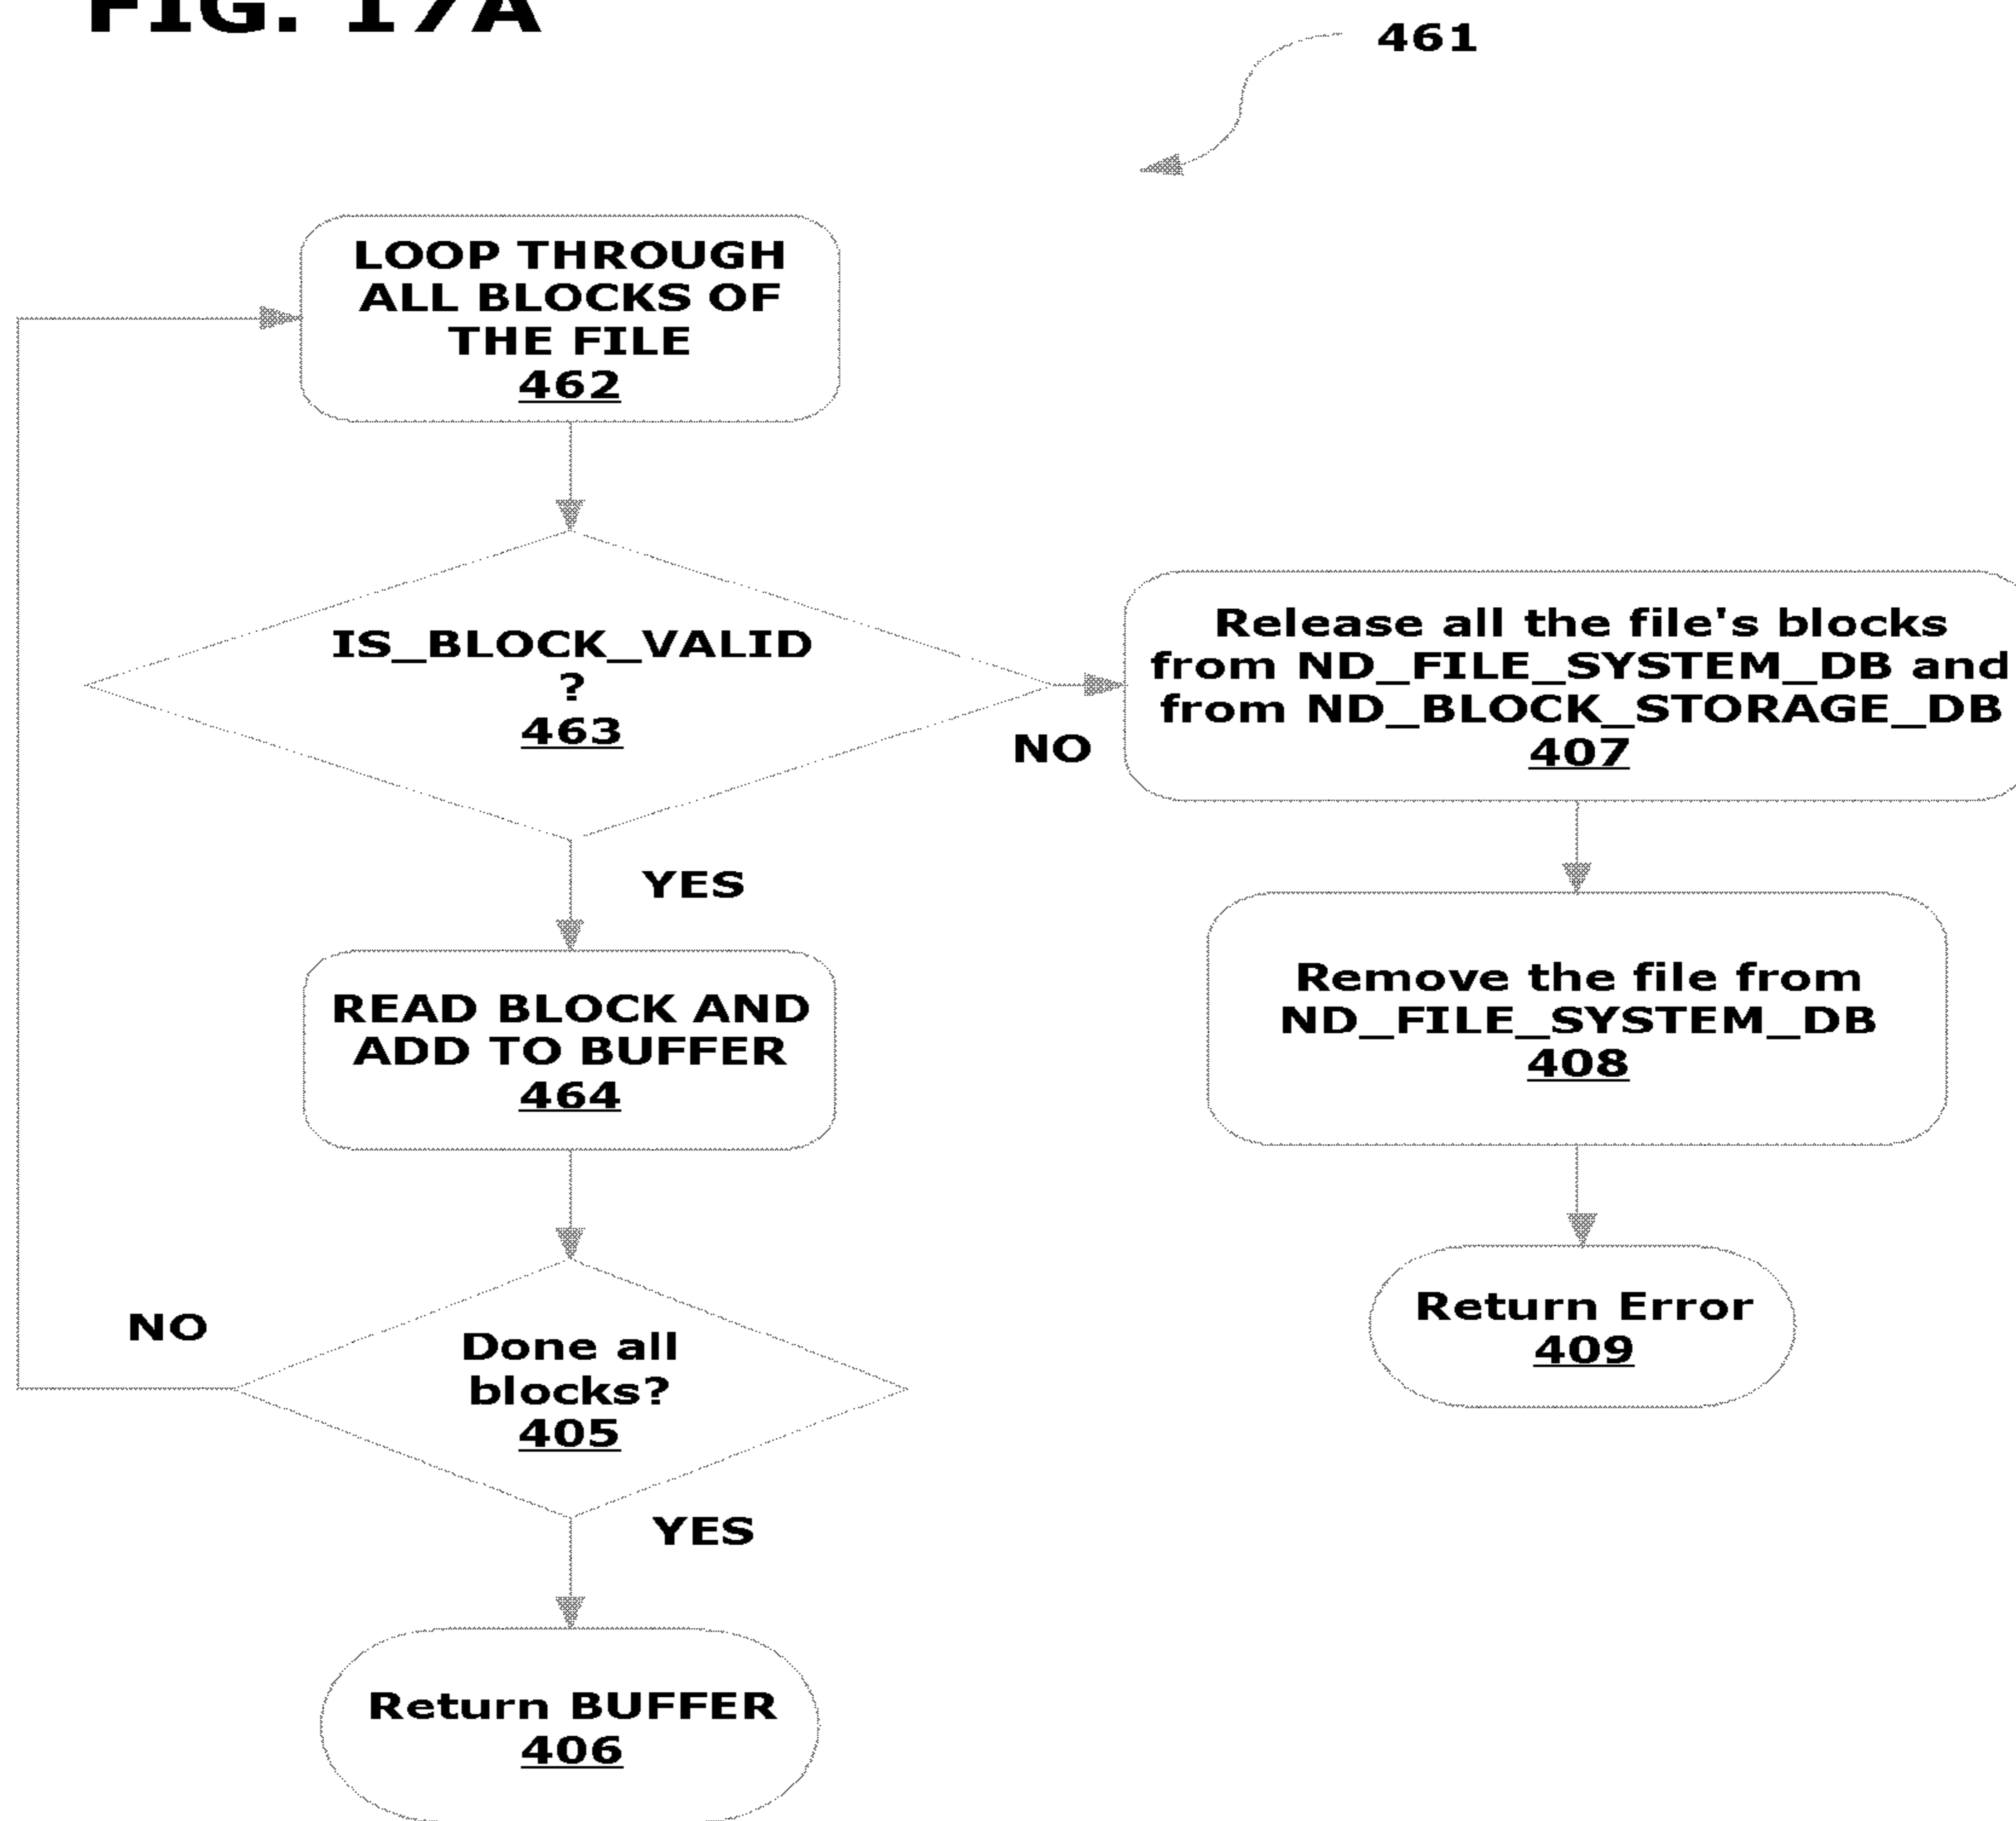 FIG. 17A
461
LOOP THROUGH
ALL BLOCKS OF
THE FILE
462
IS_BLOCK_VALID
?
463
NO
YES
Release all the file's blocks
from ND_FILE_SYSTEM_DB and
from ND_BLOCK_STORAGE_DB
407
READ BLOCK AND
ADD TO BUFFER
464
Remove the file from
ND_FILE_SYSTEM_DB
408
NO
Done all
blocks?
405
YES
Return Error
409
Return BUFFER
406